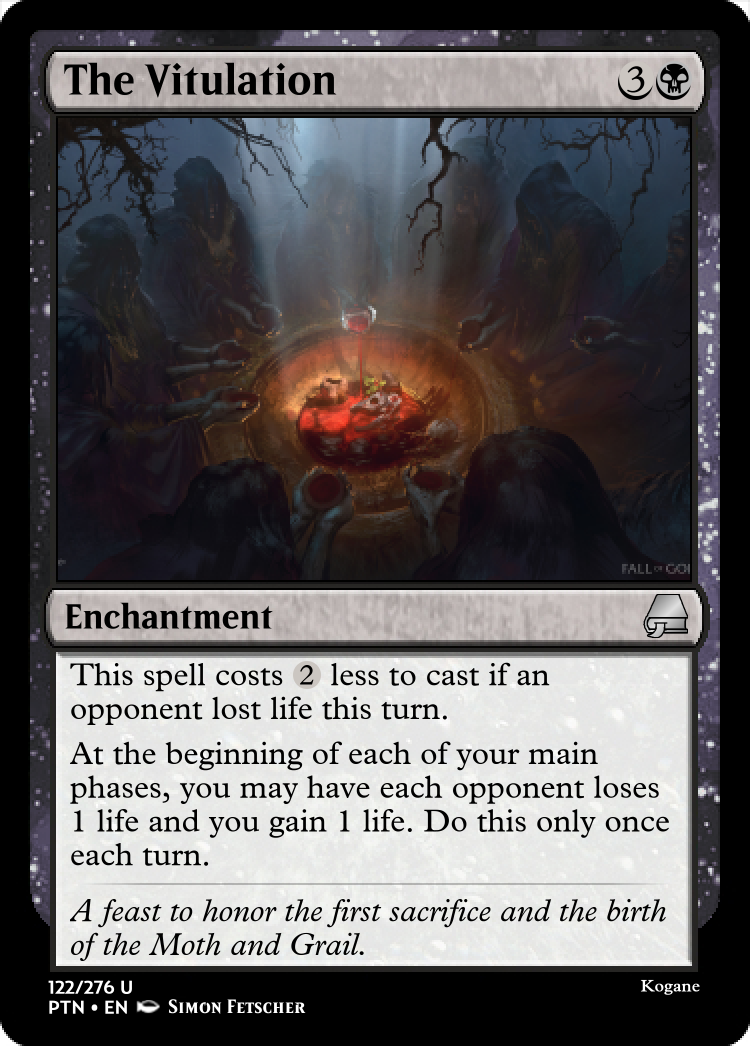 The Vitulation
3
Enchantment
This spell costs 2 less to cast if an
opponent lost life this turn.
At the beginning of each of your main
phases, you may have each opponent loses
1 life and you gain 1 life. Do this only once
each turn.
A feast to honor the first sacrifice and the birth
of the Moth and Grail.
122/276 U
PTN • EN Simon Fetscher
Kogane